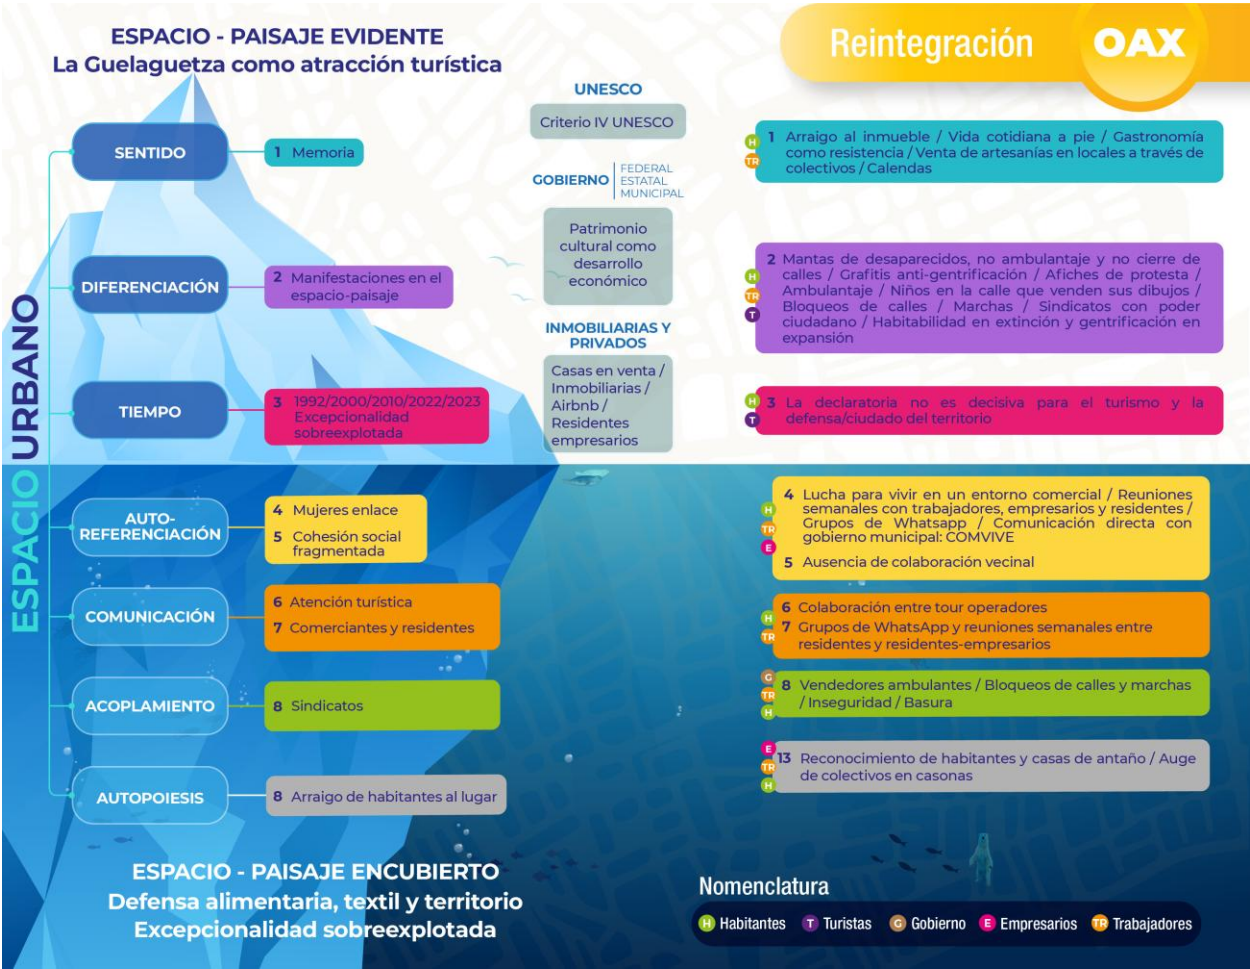 ESPACIO - PAISAJE EVIDENTE
La Guelaguetza como atracción turística
Reintegración OAX
ESPACIO URBANO
SENTIDO
1 Memoria
DIFERENCIACIÓN
2 Manifestaciones en el
espacio-paisaje
TIEMPO
3 1992/2000/2010/2022/2023
Excepcionalidad
sobreexplotada
UNESCO
Criterio IV UNESCO
GOBIERNO
FEDERAL
ESTATAL
MUNICIPAL
Patrimonio
cultural como
desarrollo
económico
INMOBILIARIAS Y
PRIVADOS
Casas en venta /
Inmobiliarias /
Airbnb /
Residentes
empresarios
H
TR
1 Arraigo al inmueble / Vida cotidiana a pie / Gastronomía
como resistencia / Venta de artesanías en locales a través de
colectivos / Calendas
H
TR
T
2 Mantas de desaparecidos, no ambulantaje y no cierre de
calles / Grafitis anti-gentrificación / Afiches de protesta /
Ambulantaje / Niños en la calle que venden sus dibujos /
Bloqueos de calles / Marchas / Sindicatos con poder
ciudadano / Habitabilidad en extinción y gentrificación en
expansión
H
T
3 La declaratoria no es decisiva para el turismo y la
defensa/ciudado del territorio
AUTO-
REFERENCIACIÓN
4 Mujeres enlace
5 Cohesión social
fragmentada
COMUNICACIÓN
6 Atención turística
7 Comerciantes y residentes
ACOPLAMIENTO
8 Sindicatos
AUTOPOIESIS
8 Arraigo de habitantes al lugar
H
TR
E
4 Lucha para vivir en un entorno comercial / Reuniones
semanales con trabajadores, empresarios y residentes /
Grupos de Whatsapp / Comunicación directa con
gobierno municipal: COMVIVE
5 Ausencia de colaboración vecinal
H
TR
6 Colaboración entre tour operadores
7 Grupos de WhatsApp y reuniones semanales entre
residentes y residentes-empresarios
G
TR
H
8 Vendedores ambulantes / Bloqueos de calles y marchas
/ Inseguridad / Basura
E
TR
H
13 Reconocimiento de habitantes y casas de antaño / Auge
de colectivos en casonas
ESPACIO - PAISAJE ENCUBIERTO
Defensa alimentaria, textil y territorio
Excepcionalidad sobreexplotada
Nomenclatura
H Habitantes T Turistas G Gobierno E Empresarios TR Trabajadores